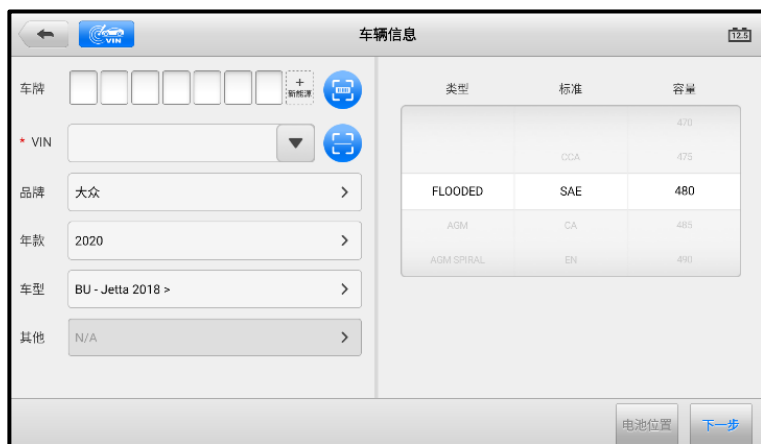 VIN
车辆信息
12.5
车牌
+
新能源
* VIN
品牌
大众
年款
2020
车型
BU - Jetta 2018 >
其他
N/A
类型 标准 容量
470
CCA 475
FLOODED SAE 480
AGM CA 485
AGM SPIRAL EN 490
电池位置
下一步